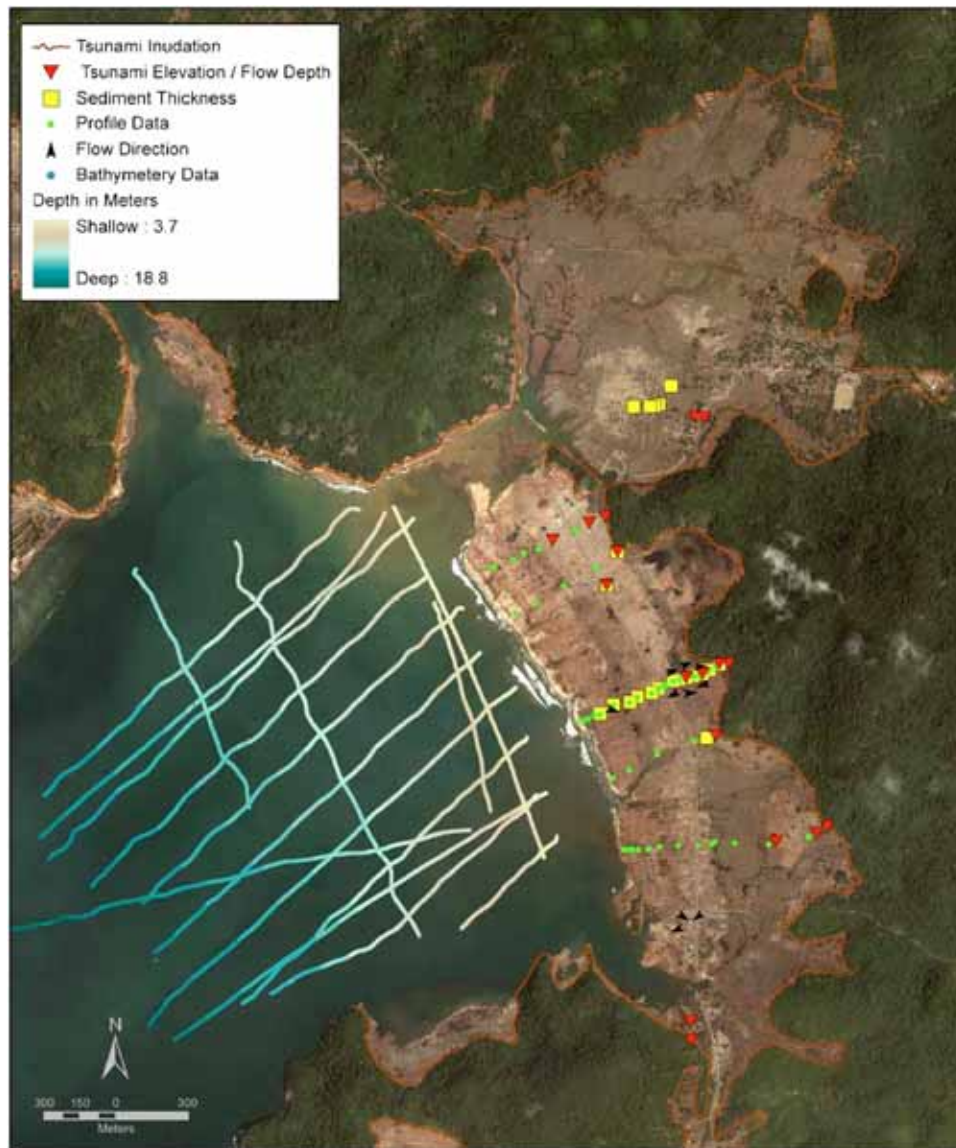 Tsunami Inudation
Tsunami Elevation / Flow Depth
Sediment Thickness
Profile Data
Flow Direction
Bathymetery Data
Depth in Meters
Shallow : 3.7
Deep : 18.8
N
300 150 0 300
Meters